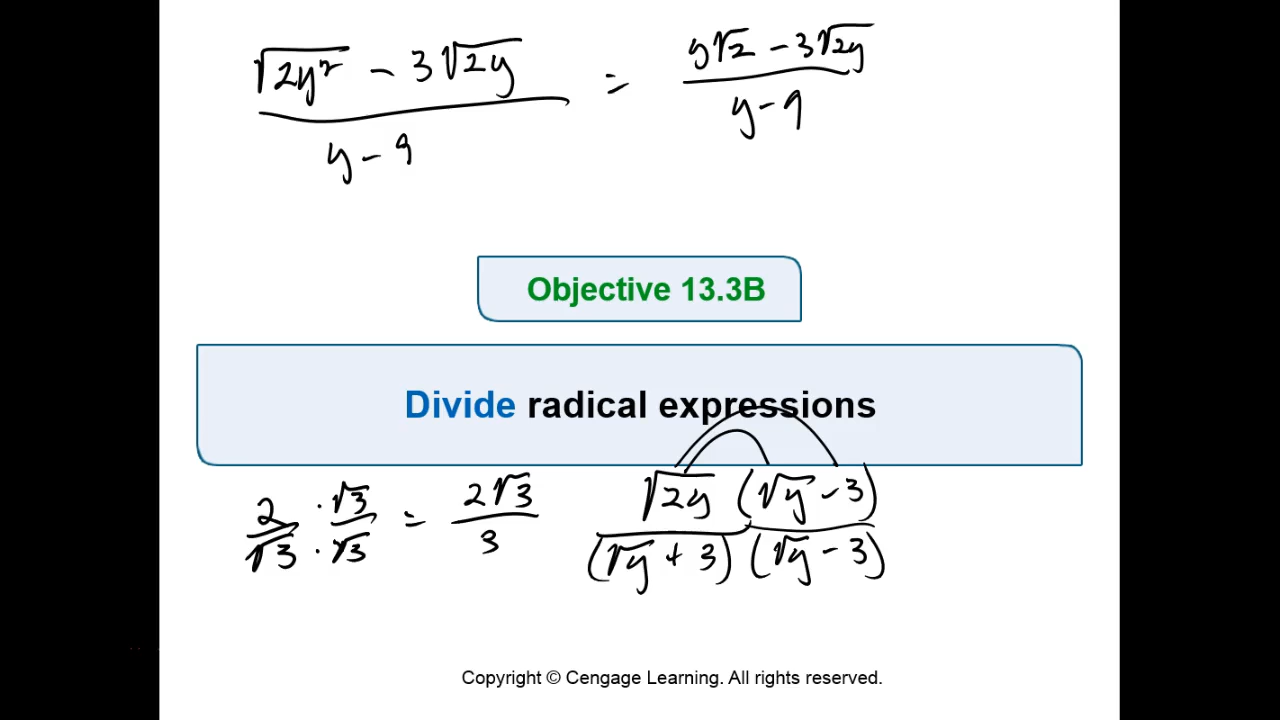 √(2y²) − 3√(2y) / y − 9 = y√2 − 3√(2y) / y − 9
Objective 13.3B
Divide radical expressions
2/√3 · √3/√3 = 2√3/3
√(2y) (√y − 3) / (√y + 3) (√y − 3)
Copyright © Cengage Learning. All rights reserved.